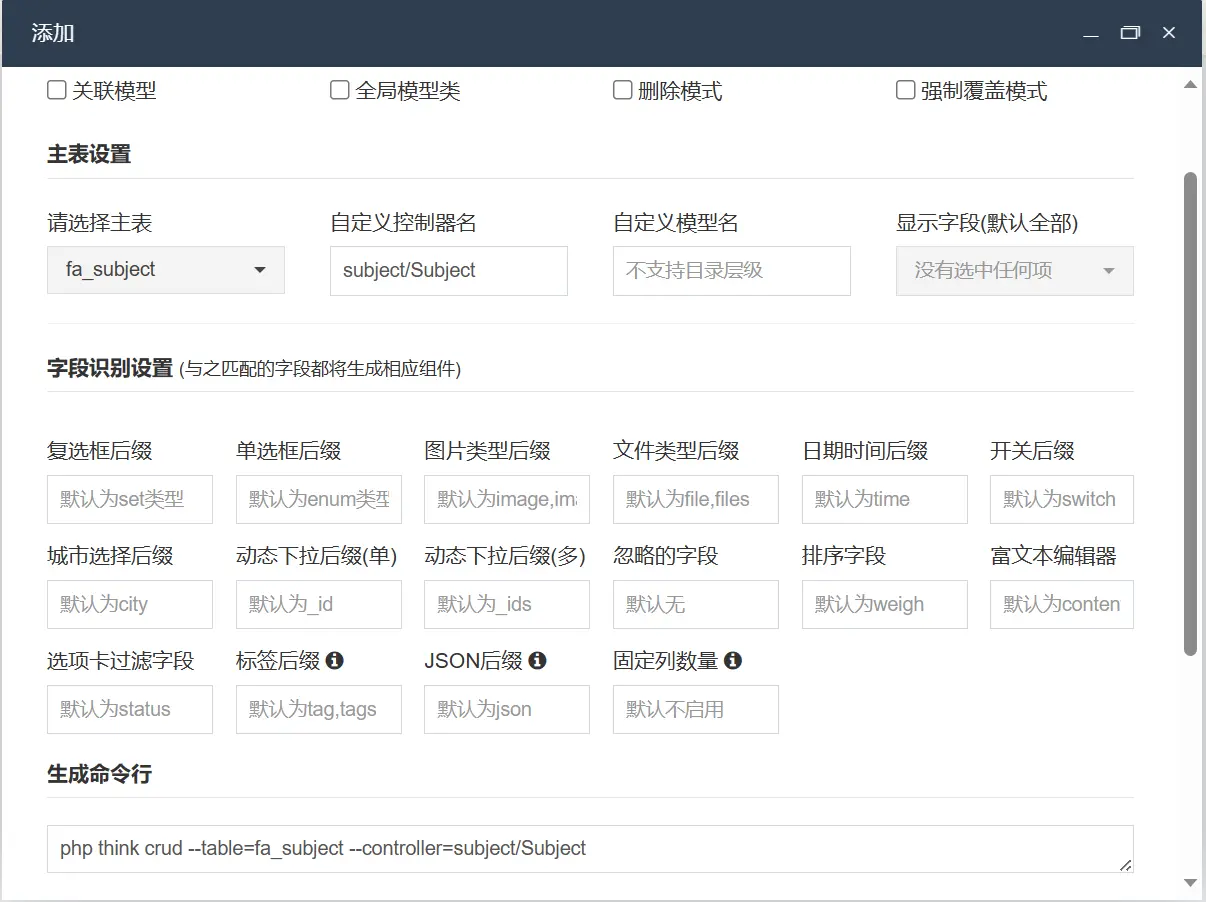 添加
关联模型 全局模型类 删除模式 强制覆盖模式
主表设置
请选择主表 自定义控制器名 自定义模型名 显示字段(默认全部)
fa_subject subject/Subject 不支持目录层级 没有选中任何项
字段识别设置 (与之匹配的字段都将生成相应组件)
复选框后缀 单选框后缀 图片类型后缀 文件类型后缀 日期时间后缀 开关后缀
默认为set类型 默认为enum类型 默认为image,ima 默认为file,files 默认为time 默认为switch
城市选择后缀 动态下拉后缀(单) 动态下拉后缀(多) 忽略的字段 排序字段 富文本编辑器
默认为city 默认为_id 默认为_ids 默认无 默认为weigh 默认为conten
选项卡过滤字段 标签后缀 JSON后缀 固定列数量
默认为status 默认为tag,tags 默认为json 默认不启用
生成命令行
php think crud --table=fa_subject --controller=subject/Subject